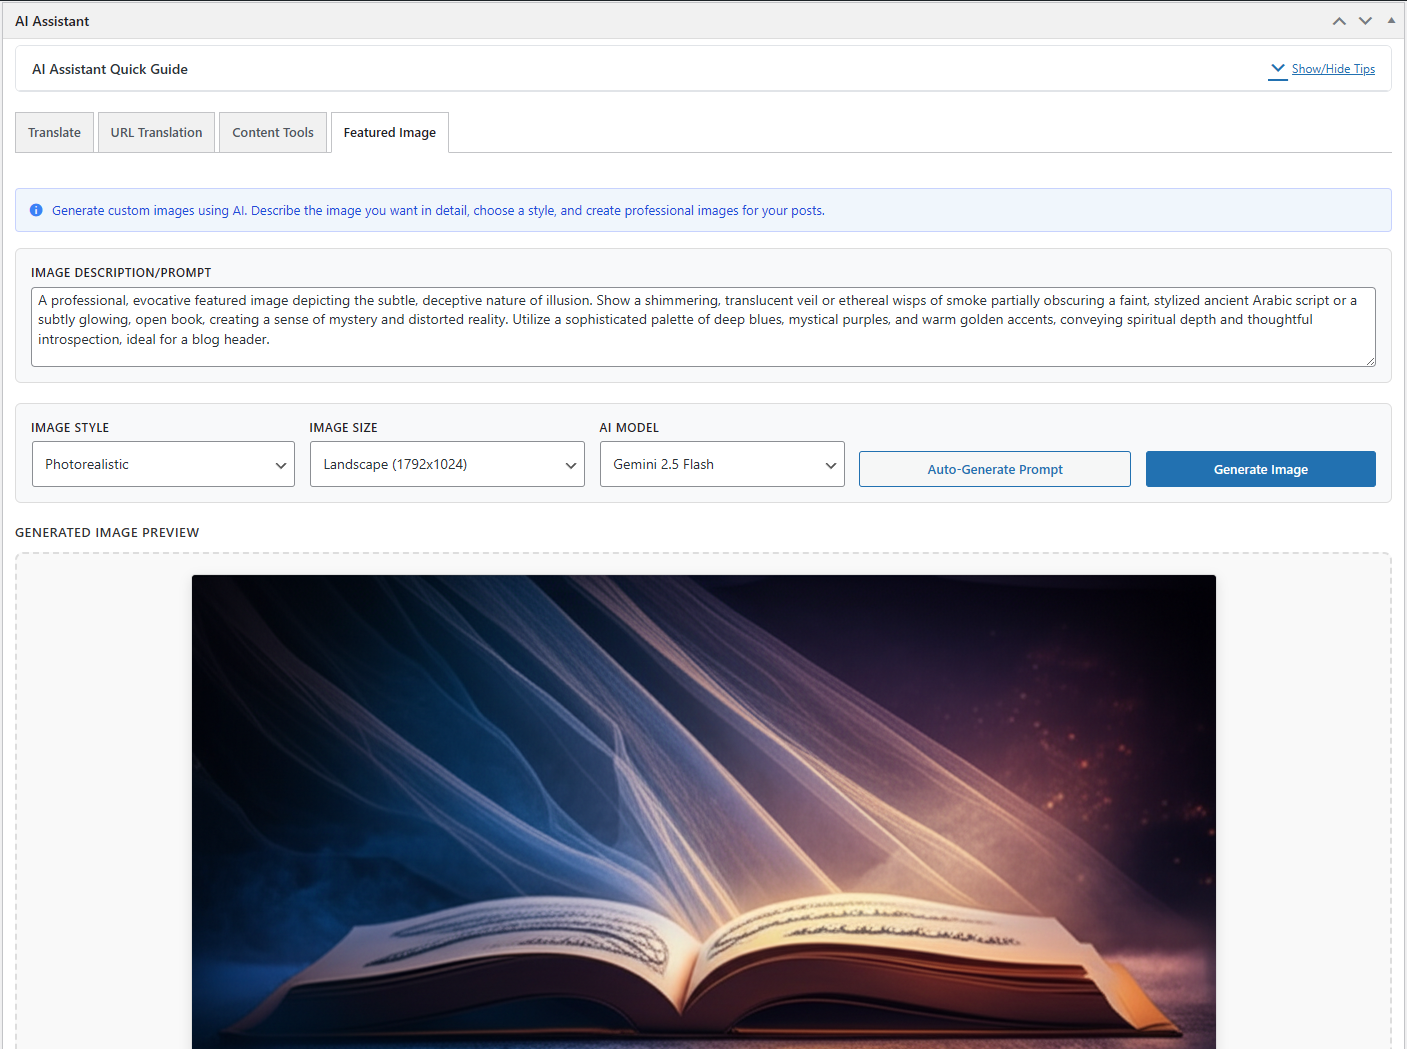 AI Assistant
AI Assistant Quick Guide
Show/Hide Tips
Translate
URL Translation
Content Tools
Featured Image
Generate custom images using AI. Describe the image you want in detail, choose a style, and create professional images for your posts.
IMAGE DESCRIPTION/PROMPT
A professional, evocative featured image depicting the subtle, deceptive nature of illusion. Show a shimmering, translucent veil or ethereal wisps of smoke partially obscuring a faint, stylized ancient Arabic script or a
subtly glowing, open book, creating a sense of mystery and distorted reality. Utilize a sophisticated palette of deep blues, mystical purples, and warm golden accents, conveying spiritual depth and thoughtful
introspection, ideal for a blog header.
IMAGE STYLE
IMAGE SIZE
AI MODEL
Photorealistic
Landscape (1792x1024)
Gemini 2.5 Flash
Auto-Generate Prompt
Generate Image
GENERATED IMAGE PREVIEW